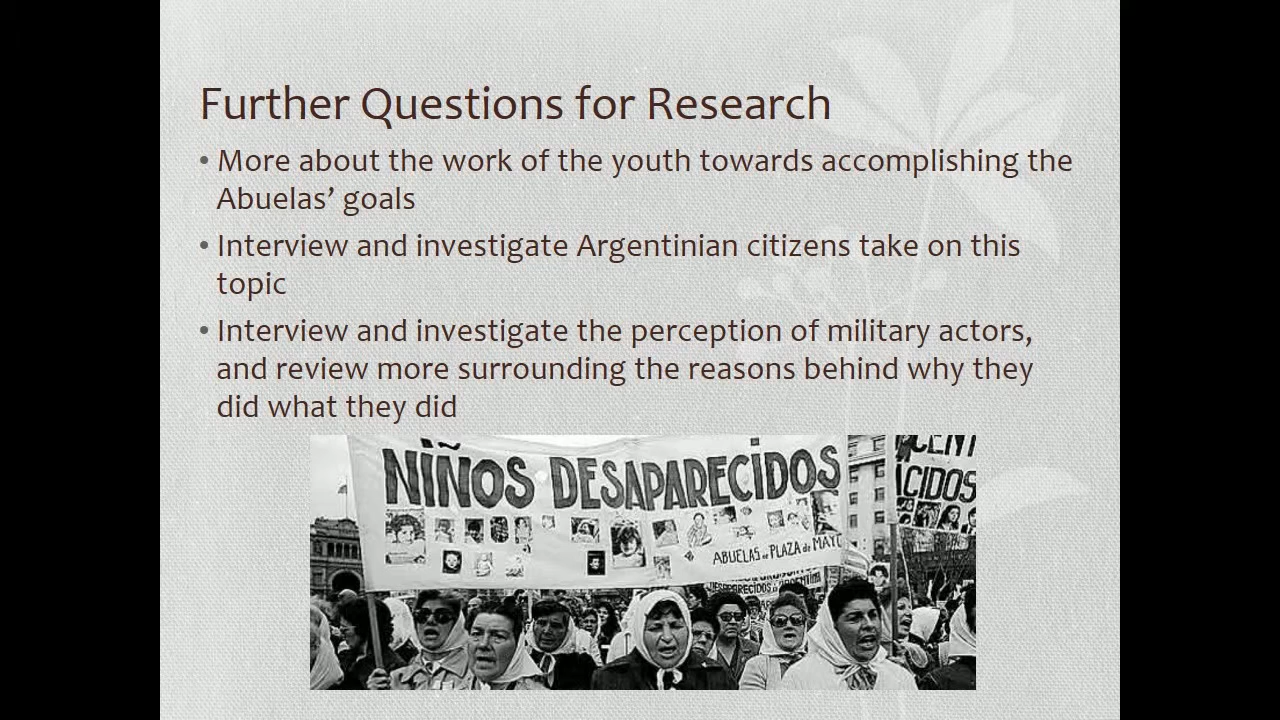 Further Questions for Research
• More about the work of the youth towards accomplishing the
Abuelas’ goals
• Interview and investigate Argentinian citizens take on this
topic
• Interview and investigate the perception of military actors,
and review more surrounding the reasons behind why they
did what they did
NIÑOS DESAPARECIDOS
ABUELAS de PLAZA de MAYO
CIDOS
DESAPARECIDOS